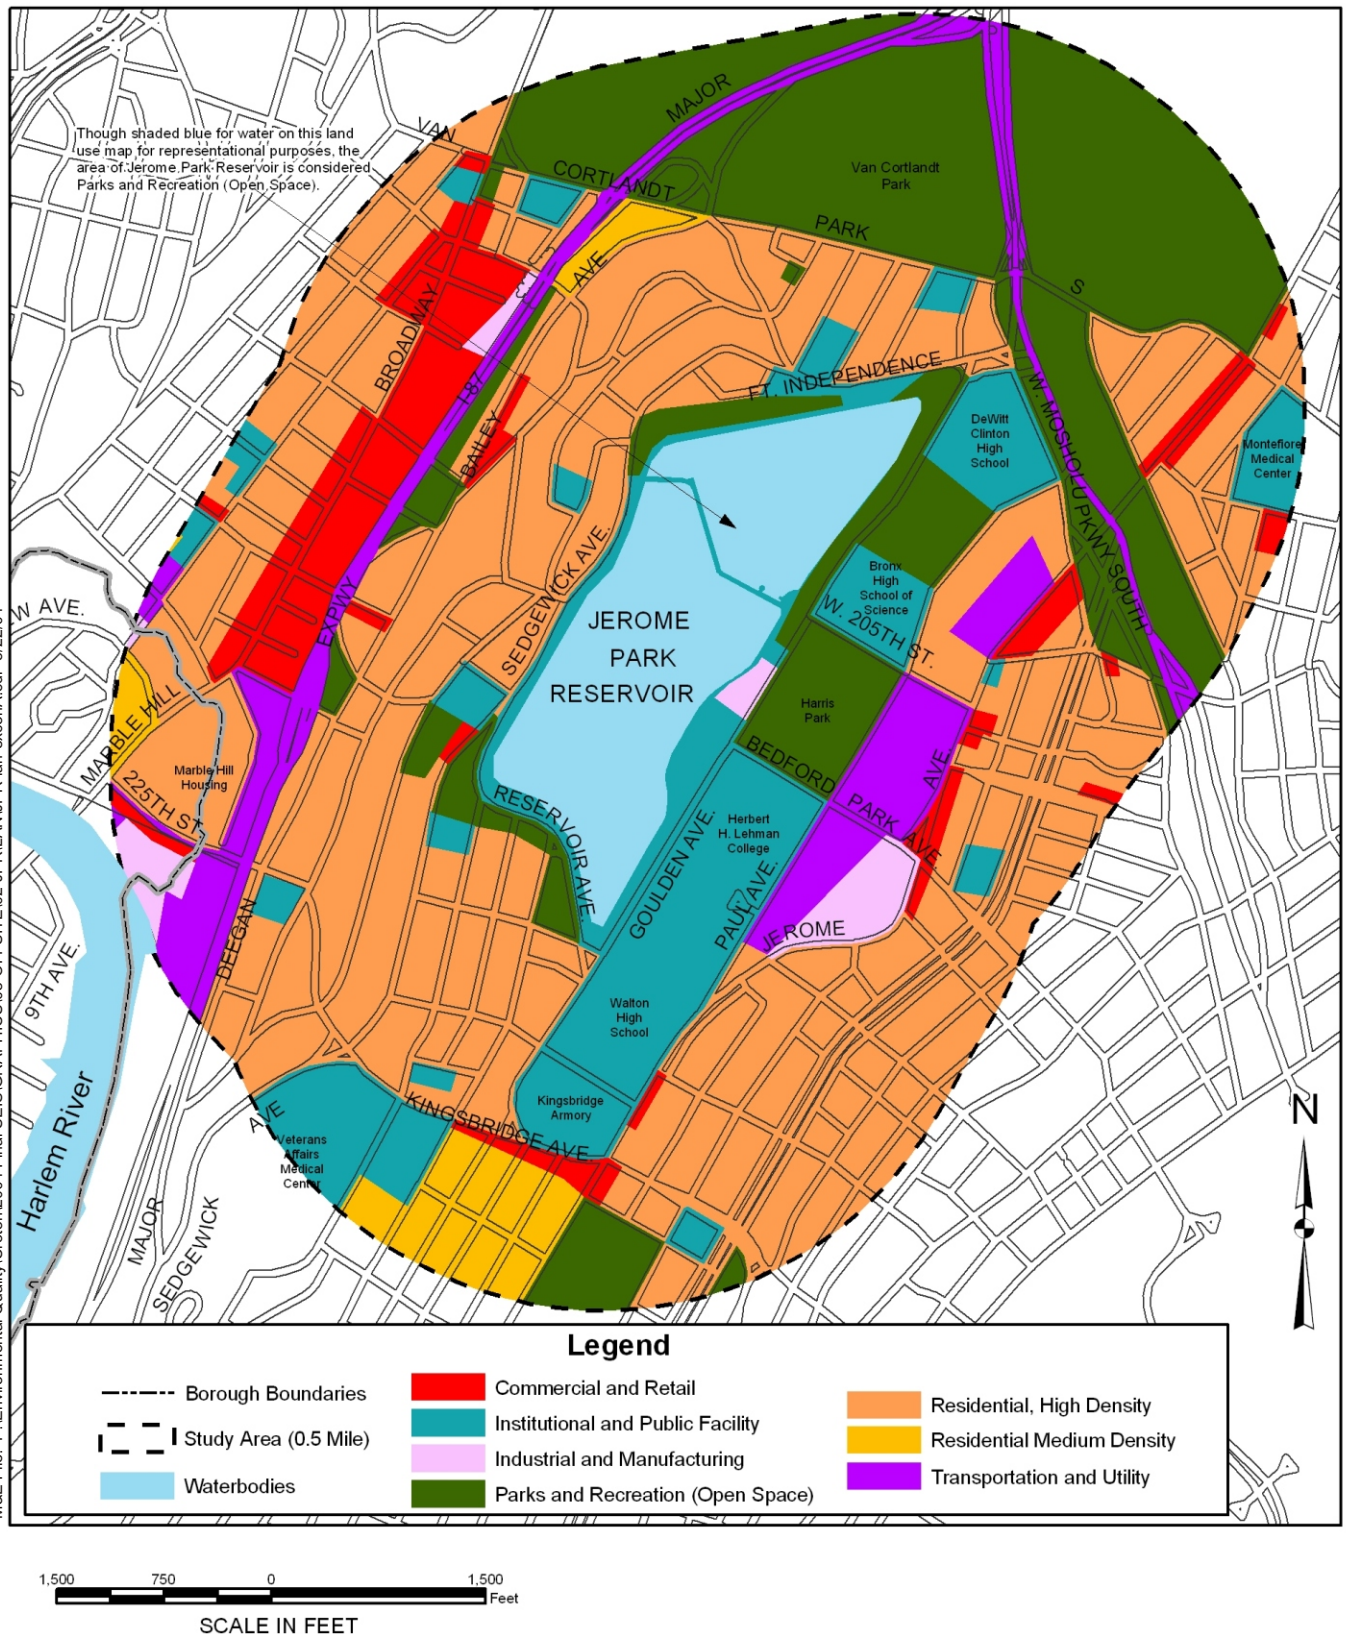 Though shaded blue for water on this land
use map for representational purposes, the
area of Jerome Park Reservoir is considered
Parks and Recreation (Open Space).
VAN
CORTLANDT
PARK
S
MAJOR
Van Cortlandt
Park
AVE
BROADWAY
I-87
BAILEY
FT. INDEPENDENCE
W. MOSHOLU PKWY SOUTH
DeWitt
Clinton
High
School
Montefiore
Medical
Center
SEDGEWICK AVE.
EXPWY
Bronx
High
School of
Science
W. 205TH ST.
W AVE.
JEROME
PARK
RESERVOIR
Harris
Park
MARBLE HILL
Marble Hill
Housing
225TH ST.
BEDFORD
PARK AVE.
AVE.
RESERVOIR AVE.
GOULDEN AVE.
Herbert
H. Lehman
College
PAUL AVE.
JEROME
DEEGAN
9TH AVE.
Walton
High
School
Kingsbridge
Armory
KINGSBRIDGE AVE
AVE
Veterans
Affairs
Medical
Center
Harlem River
MAJOR
SEDGEWICK
N
Legend
Borough Boundaries
Study Area (0.5 Mile)
Waterbodies
Commercial and Retail
Institutional and Public Facility
Industrial and Manufacturing
Parks and Recreation (Open Space)
Residential, High Density
Residential Medium Density
Transportation and Utility
1,500 750 0 1,500
Feet
SCALE IN FEET